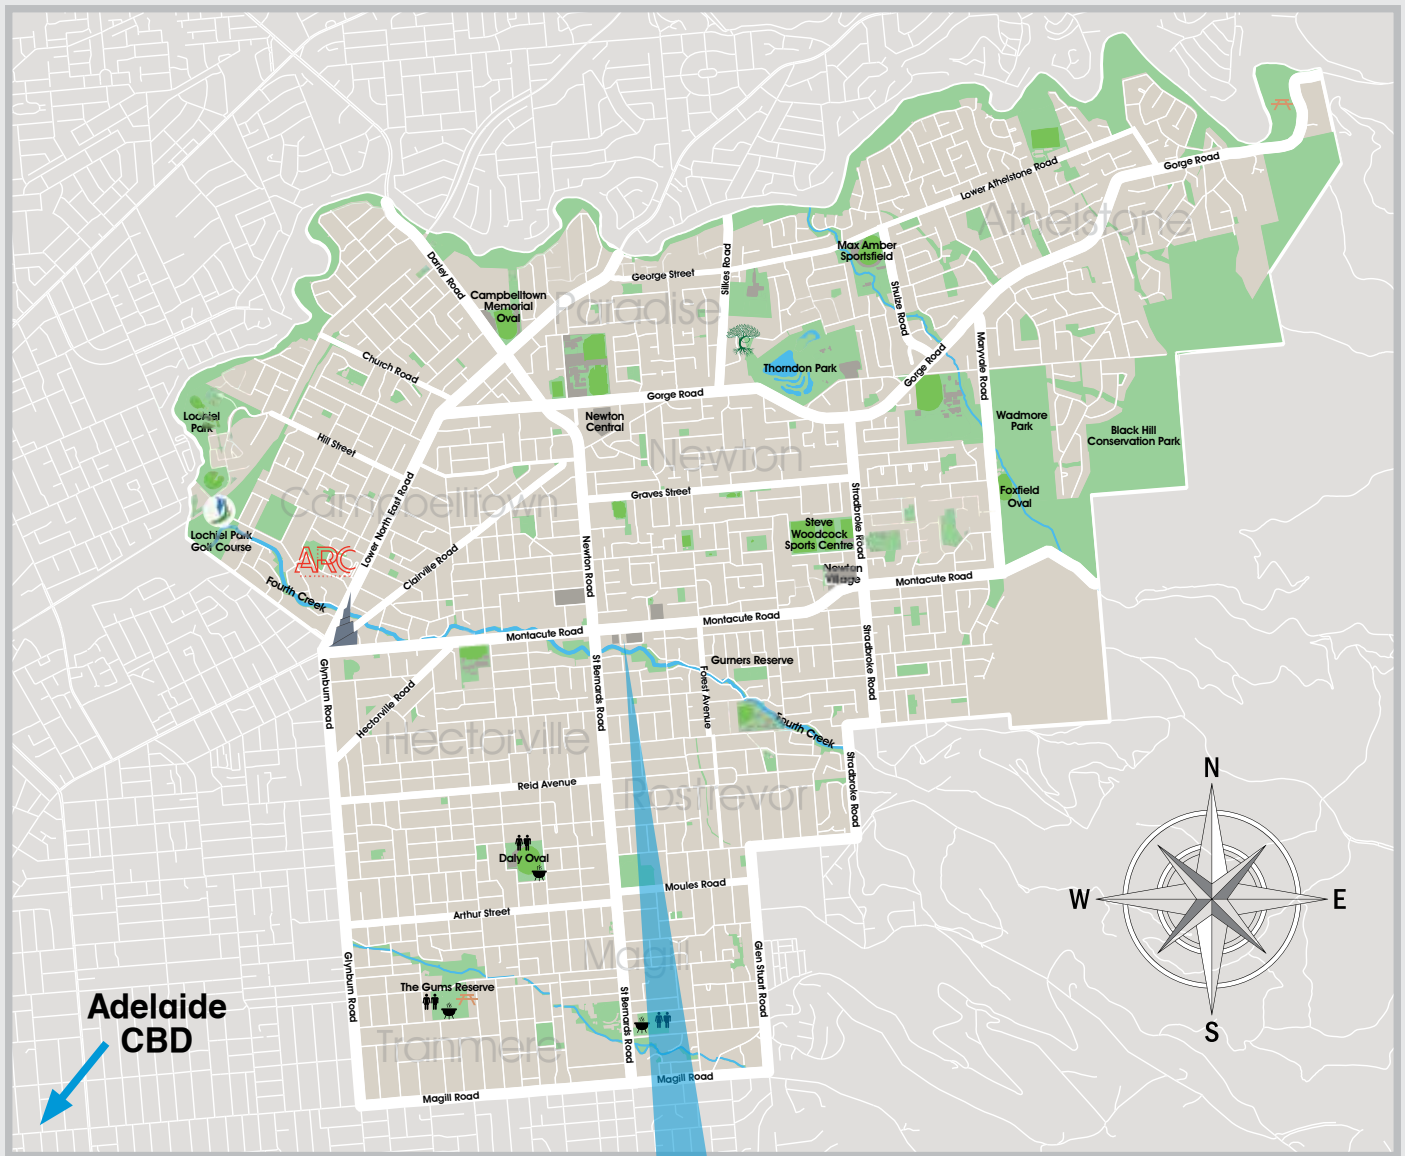 Gorge Road
Lower Athelstone Road
Athelstone
Max Amber
Sportsfield
Darley Road
George Street
Silkes Road
Campbelltown
Memorial
Oval
Paradise
Shulze Road
Maryvale Road
Gorge Road
Church Road
Thorndon Park
Gorge Road
Lochiel
Park
Newton
Central
Wadmore
Park
Black Hill
Conservation Park
Hill Street
Newton
Lower North East Road
Campbelltown
Graves Street
Stradbroke Road
Foxfield
Oval
Steve
Woodcock
Sports Centre
Lochiel Park
Golf Course
ARC
Clairville Road
Newton Road
Newton
Village
Montacute Road
Fourth Creek
Montacute Road
Montacute Road
Stradbroke Road
Gurners Reserve
Glynburn Road
St Bernards Road
Forest Avenue
Hectorville Road
Fourth Creek
Hectorville
Stradbroke Road
Reid Avenue
Rostrevor
N
W
E
S
Daly Oval
Moules Road
Arthur Street
Magill
Glynburn Road
Glen Stuart Road
The Gums Reserve
St Bernards Road
Adelaide
CBD
Tranmere
Magill Road
Magill Road